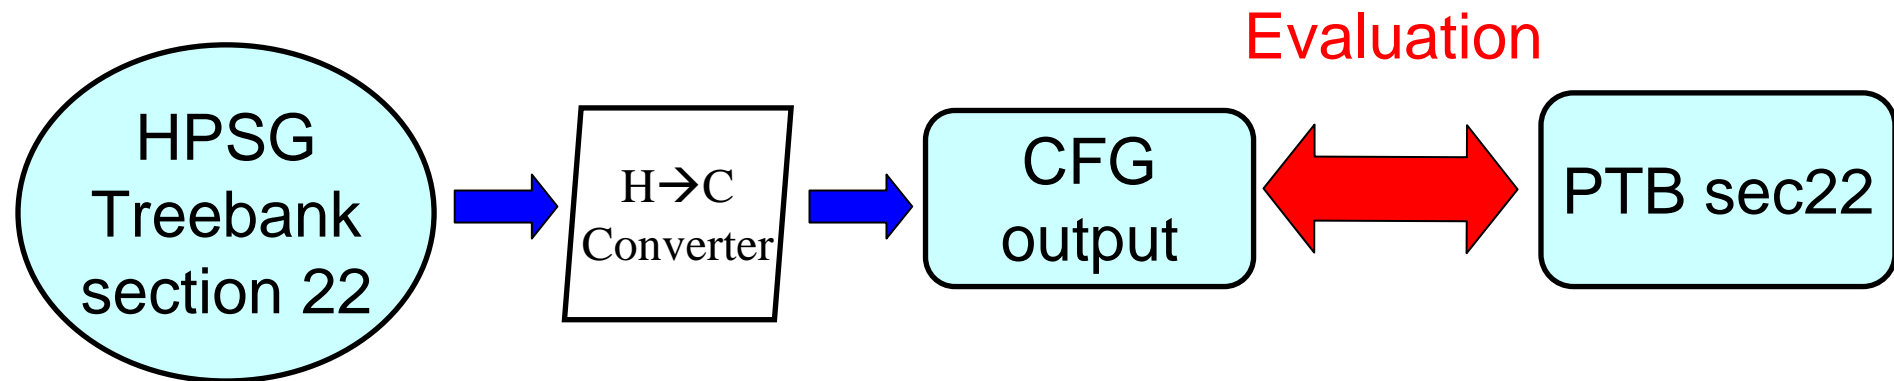 Evaluation
HPSG
Treebank
section 22
H→C
Converter
CFG
output
PTB sec22